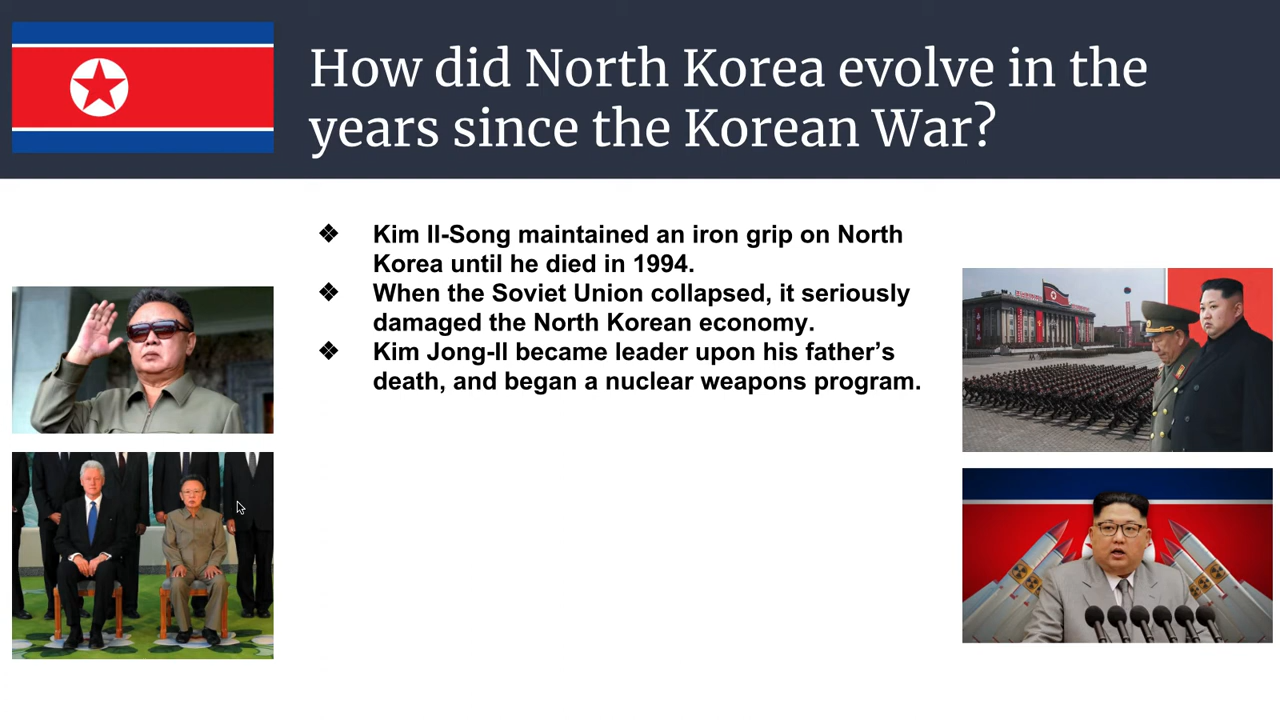 How did North Korea evolve in the
years since the Korean War?
❖ Kim Il-Song maintained an iron grip on North
Korea until he died in 1994.
❖ When the Soviet Union collapsed, it seriously
damaged the North Korean economy.
❖ Kim Jong-Il became leader upon his father’s
death, and began a nuclear weapons program.